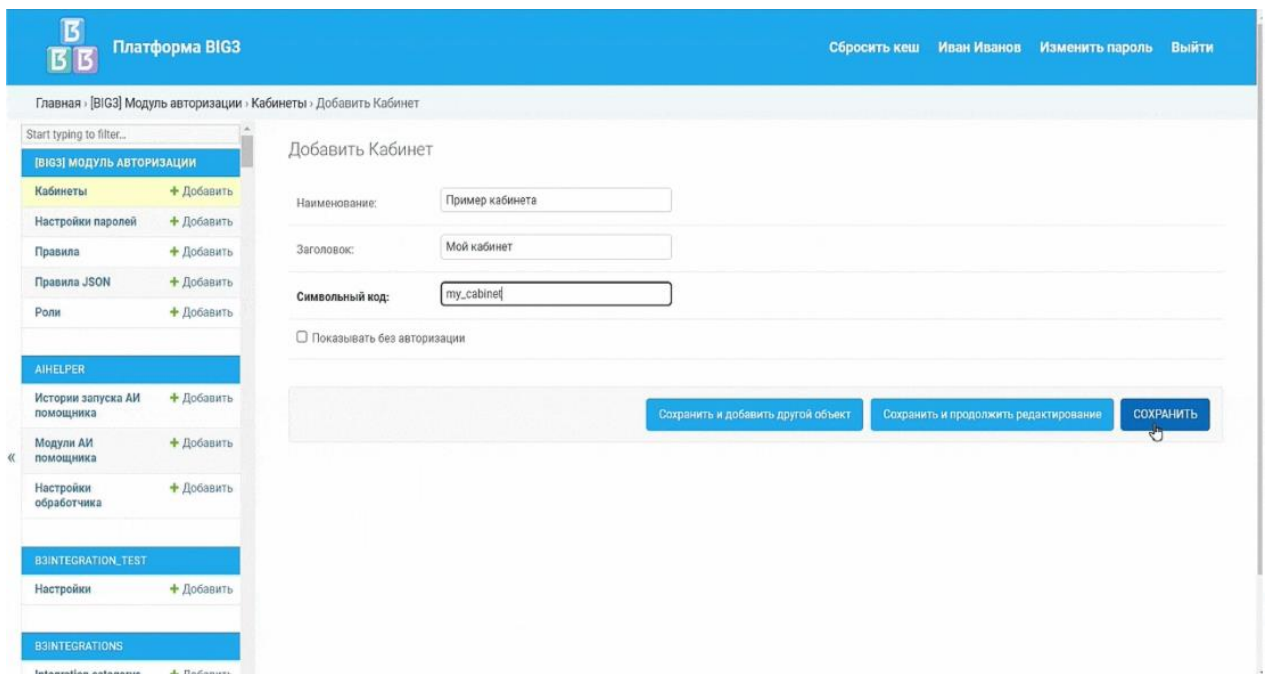 Платформа BIG3
Сбросить кеш Иван Иванов Изменить пароль Выйти
Главная › [BIG3] Модуль авторизации › Кабинеты › Добавить Кабинет
Start typing to filter...
[BIG3] МОДУЛЬ АВТОРИЗАЦИИ
Кабинеты + Добавить
Настройки паролей + Добавить
Правила + Добавить
Правила JSON + Добавить
Роли + Добавить
AIHELPER
Истории запуска АИ + Добавить
помощника
Модули АИ + Добавить
помощника
Настройки + Добавить
обработчика
B3INTEGRATION_TEST
Настройки + Добавить
B3INTEGRATIONS
Integration categorys + Добавить
«
Добавить Кабинет
Наименование: Пример кабинета
Заголовок: Мой кабинет
Символьный код: my_cabinet
Показывать без авторизации
Сохранить и добавить другой объект Сохранить и продолжить редактирование СОХРАНИТЬ